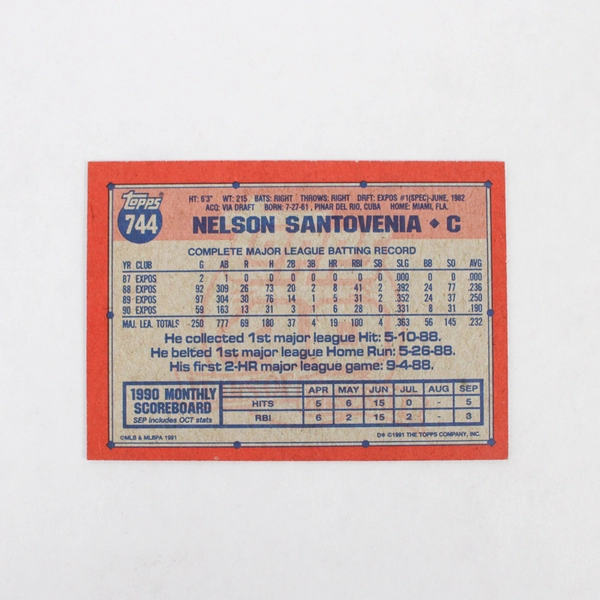 Topps
744
HT: 6'3" WT: 215 BATS: RIGHT THROWS: RIGHT DRFT: EXPOS #1(SPEC)-JUNE, 1982
ACQ: VIA DRAFT BORN: 7-27-61, PINAR DEL RIO, CUBA HOME: MIAMI, FLA.
NELSON SANTOVENIA ◆ C
COMPLETE MAJOR LEAGUE BATTING RECORD
YR CLUB G AB R H 2B 3B HR RBI SB SLG BB SO AVG
87 EXPOS 2 1 0 0 0 0 0 0 0 .000 0 0 .000
88 EXPOS 92 309 26 73 20 2 8 41 2 .392 24 77 .236
89 EXPOS 97 304 30 76 14 1 5 31 2 .352 24 37 .250
90 EXPOS 59 163 13 31 3 1 6 28 0 .331 8 31 .190
MAJ. LEA. TOTALS 250 777 69 180 37 4 19 100 4 .363 56 145 .232
He collected 1st major league Hit: 5-10-88.
He belted 1st major league Home Run: 5-26-88.
His first 2-HR major league game: 9-4-88.
1990 MONTHLY SCOREBOARD
SEP includes OCT stats
APR MAY JUN JUL AUG SEP
HITS 5 6 15 0 - 5
RBI 6 2 15 2 - 3
©MLB & MLBPA 1991
D* ©1991 THE TOPPS COMPANY, INC.